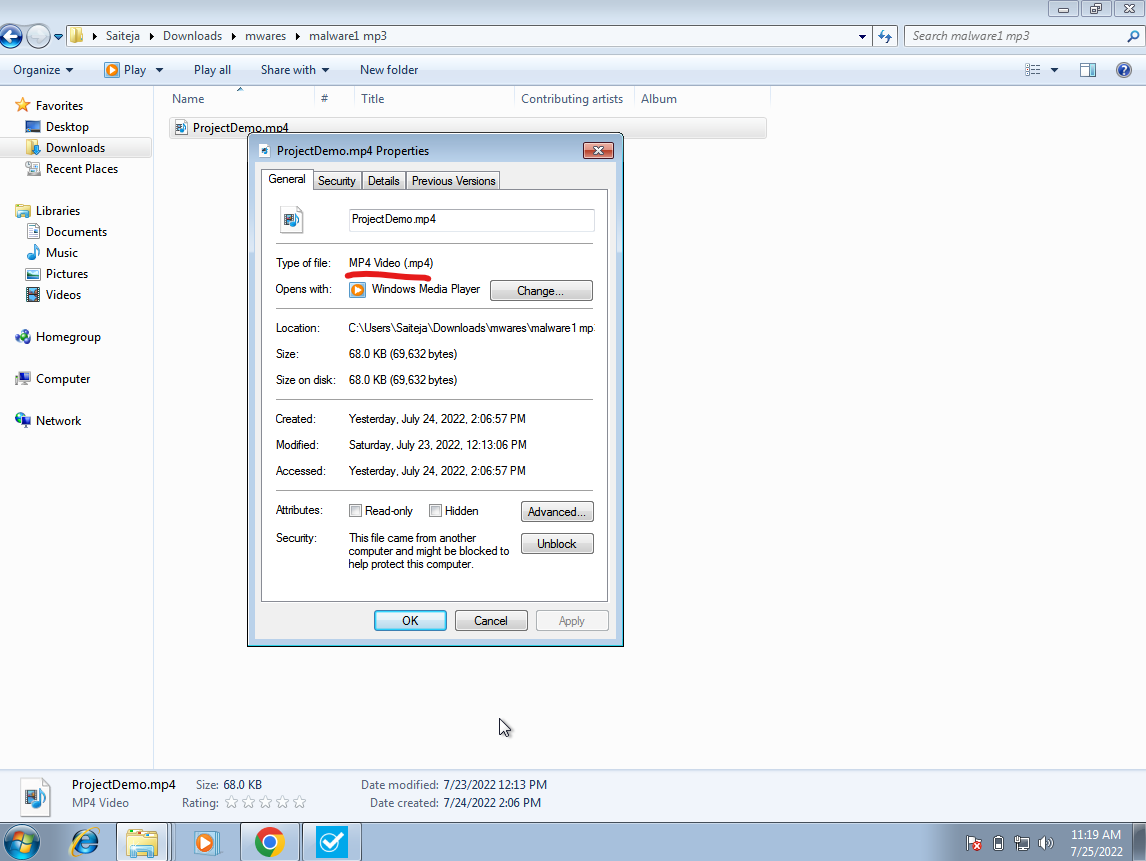 Saiteja Downloads mwares malware1 mp3
Search malware1 mp3
Organize Play Play all Share with New folder
Favorites
Desktop
Downloads
Recent Places
Libraries
Documents
Music
Pictures
Videos
Homegroup
Computer
Network
Name # Title Contributing artists Album
ProjectDemo.mp4
ProjectDemo.mp4 Properties
General Security Details Previous Versions
ProjectDemo.mp4
Type of file: MP4 Video (.mp4)
Opens with: Windows Media Player Change...
Location: C:\Users\Saiteja\Downloads\mwares\malware1 mp
Size: 68.0 KB (69,632 bytes)
Size on disk: 68.0 KB (69,632 bytes)
Created: Yesterday, July 24, 2022, 2:06:57 PM
Modified: Saturday, July 23, 2022, 12:13:06 PM
Accessed: Yesterday, July 24, 2022, 2:06:57 PM
Attributes: Read-only Hidden Advanced...
Security: This file came from another
computer and might be blocked to
help protect this computer.
Unblock
OK Cancel Apply
ProjectDemo.mp4 Size: 68.0 KB Date modified: 7/23/2022 12:13 PM
MP4 Video Rating: Date created: 7/24/2022 2:06 PM
11:19 AM
7/25/2022